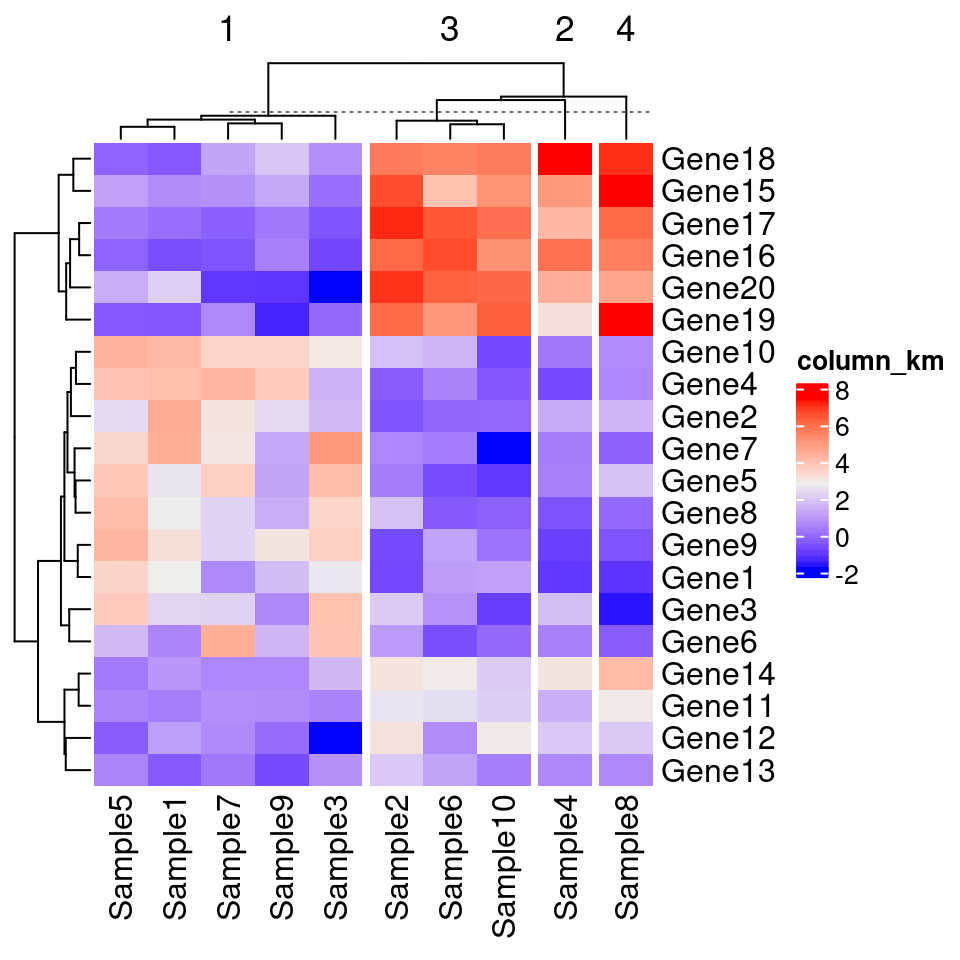 1 3 2 4
Gene18
Gene15
Gene17
Gene16
Gene20
Gene19
Gene10
Gene4
Gene2
Gene7
Gene5
Gene8
Gene9
Gene1
Gene3
Gene6
Gene14
Gene11
Gene12
Gene13
column_km
8
6
4
2
0
-2
Sample5
Sample1
Sample7
Sample9
Sample3
Sample2
Sample6
Sample10
Sample4
Sample8